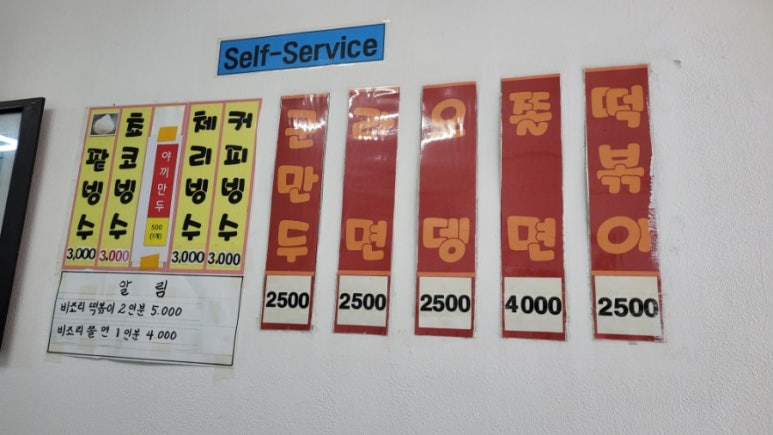 Self-Service
팥빙수
3,000
쵸코빙수
3,000
야끼만두
500
(1개)
체리빙수
3,000
커피빙수
3,000
알림
비조리 떡볶이 2인분 5.000
비조리 쫄면 1인분 4.000
군만두
2500
라면
2500
오뎅
2500
쫄면
4000
떡볶이
2500